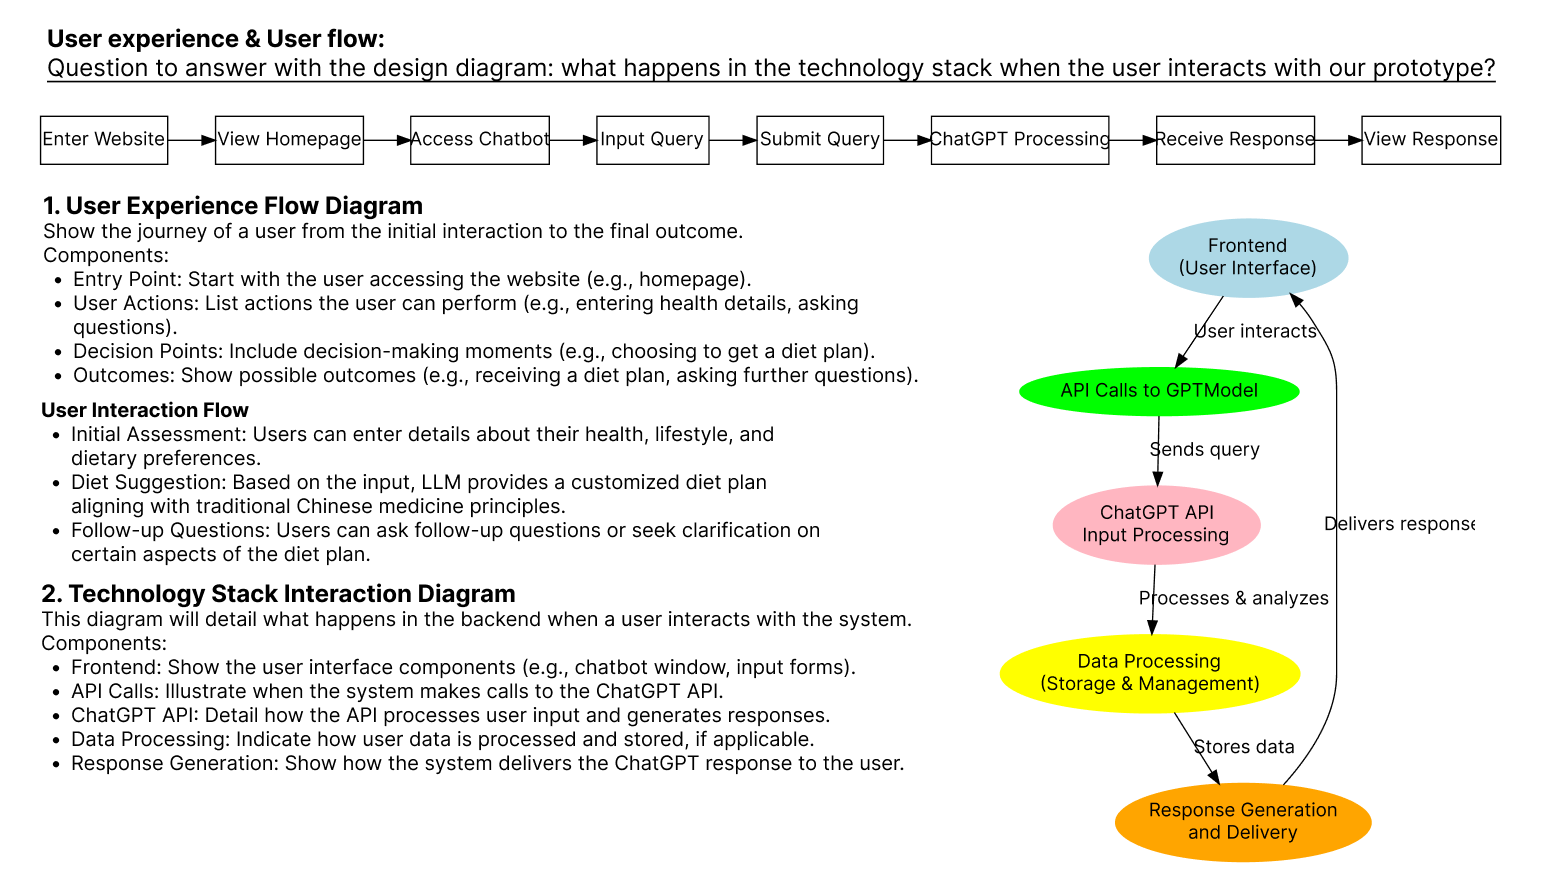 User experience & User flow:
Question to answer with the design diagram: what happens in the technology stack when the user interacts with our prototype?
Enter Website
View Homepage
Access Chatbot
Input Query
Submit Query
ChatGPT Processing
Receive Response
View Response
1. User Experience Flow Diagram
Show the journey of a user from the initial interaction to the final outcome.
Components:
• Entry Point: Start with the user accessing the website (e.g., homepage).
• User Actions: List actions the user can perform (e.g., entering health details, asking
questions).
• Decision Points: Include decision-making moments (e.g., choosing to get a diet plan).
• Outcomes: Show possible outcomes (e.g., receiving a diet plan, asking further questions).
User Interaction Flow
• Initial Assessment: Users can enter details about their health, lifestyle, and
dietary preferences.
• Diet Suggestion: Based on the input, LLM provides a customized diet plan
aligning with traditional Chinese medicine principles.
• Follow-up Questions: Users can ask follow-up questions or seek clarification on
certain aspects of the diet plan.
2. Technology Stack Interaction Diagram
This diagram will detail what happens in the backend when a user interacts with the system.
Components:
• Frontend: Show the user interface components (e.g., chatbot window, input forms).
• API Calls: Illustrate when the system makes calls to the ChatGPT API.
• ChatGPT API: Detail how the API processes user input and generates responses.
• Data Processing: Indicate how user data is processed and stored, if applicable.
• Response Generation: Show how the system delivers the ChatGPT response to the user.
Frontend
(User Interface)
User interacts
API Calls to GPTModel
Sends query
ChatGPT API
Input Processing
Delivers response
Processes & analyzes
Data Processing
(Storage & Management)
Stores data
Response Generation
and Delivery